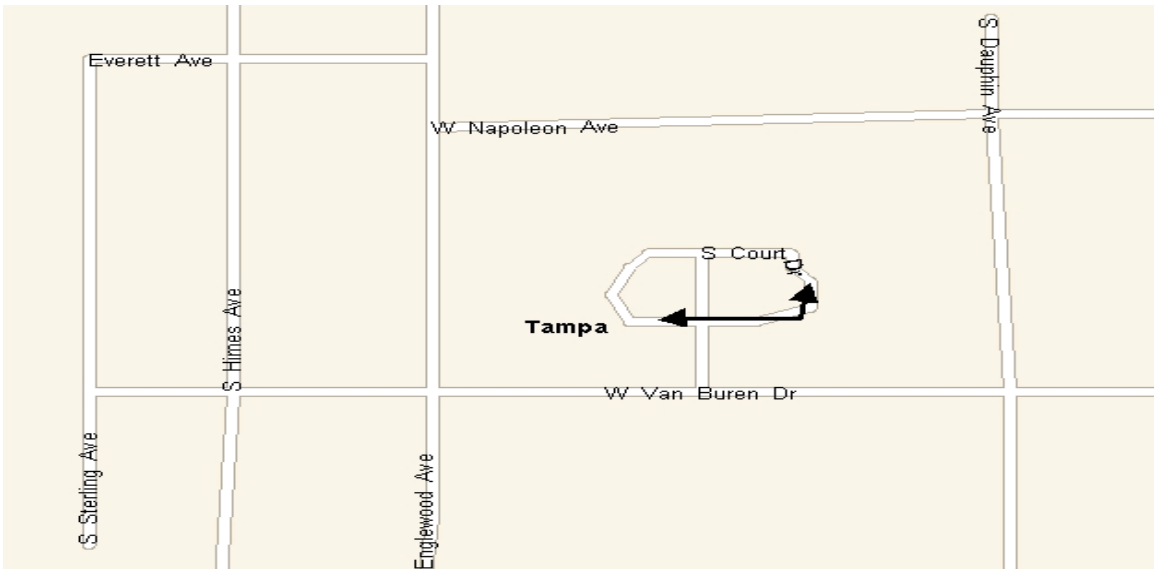 Everett Ave
S Dauphin Ave
W Napoleon Ave
S Court Dr
S Himes Ave
Tampa
W Van Buren Dr
S Sterling Ave
Englewood Ave